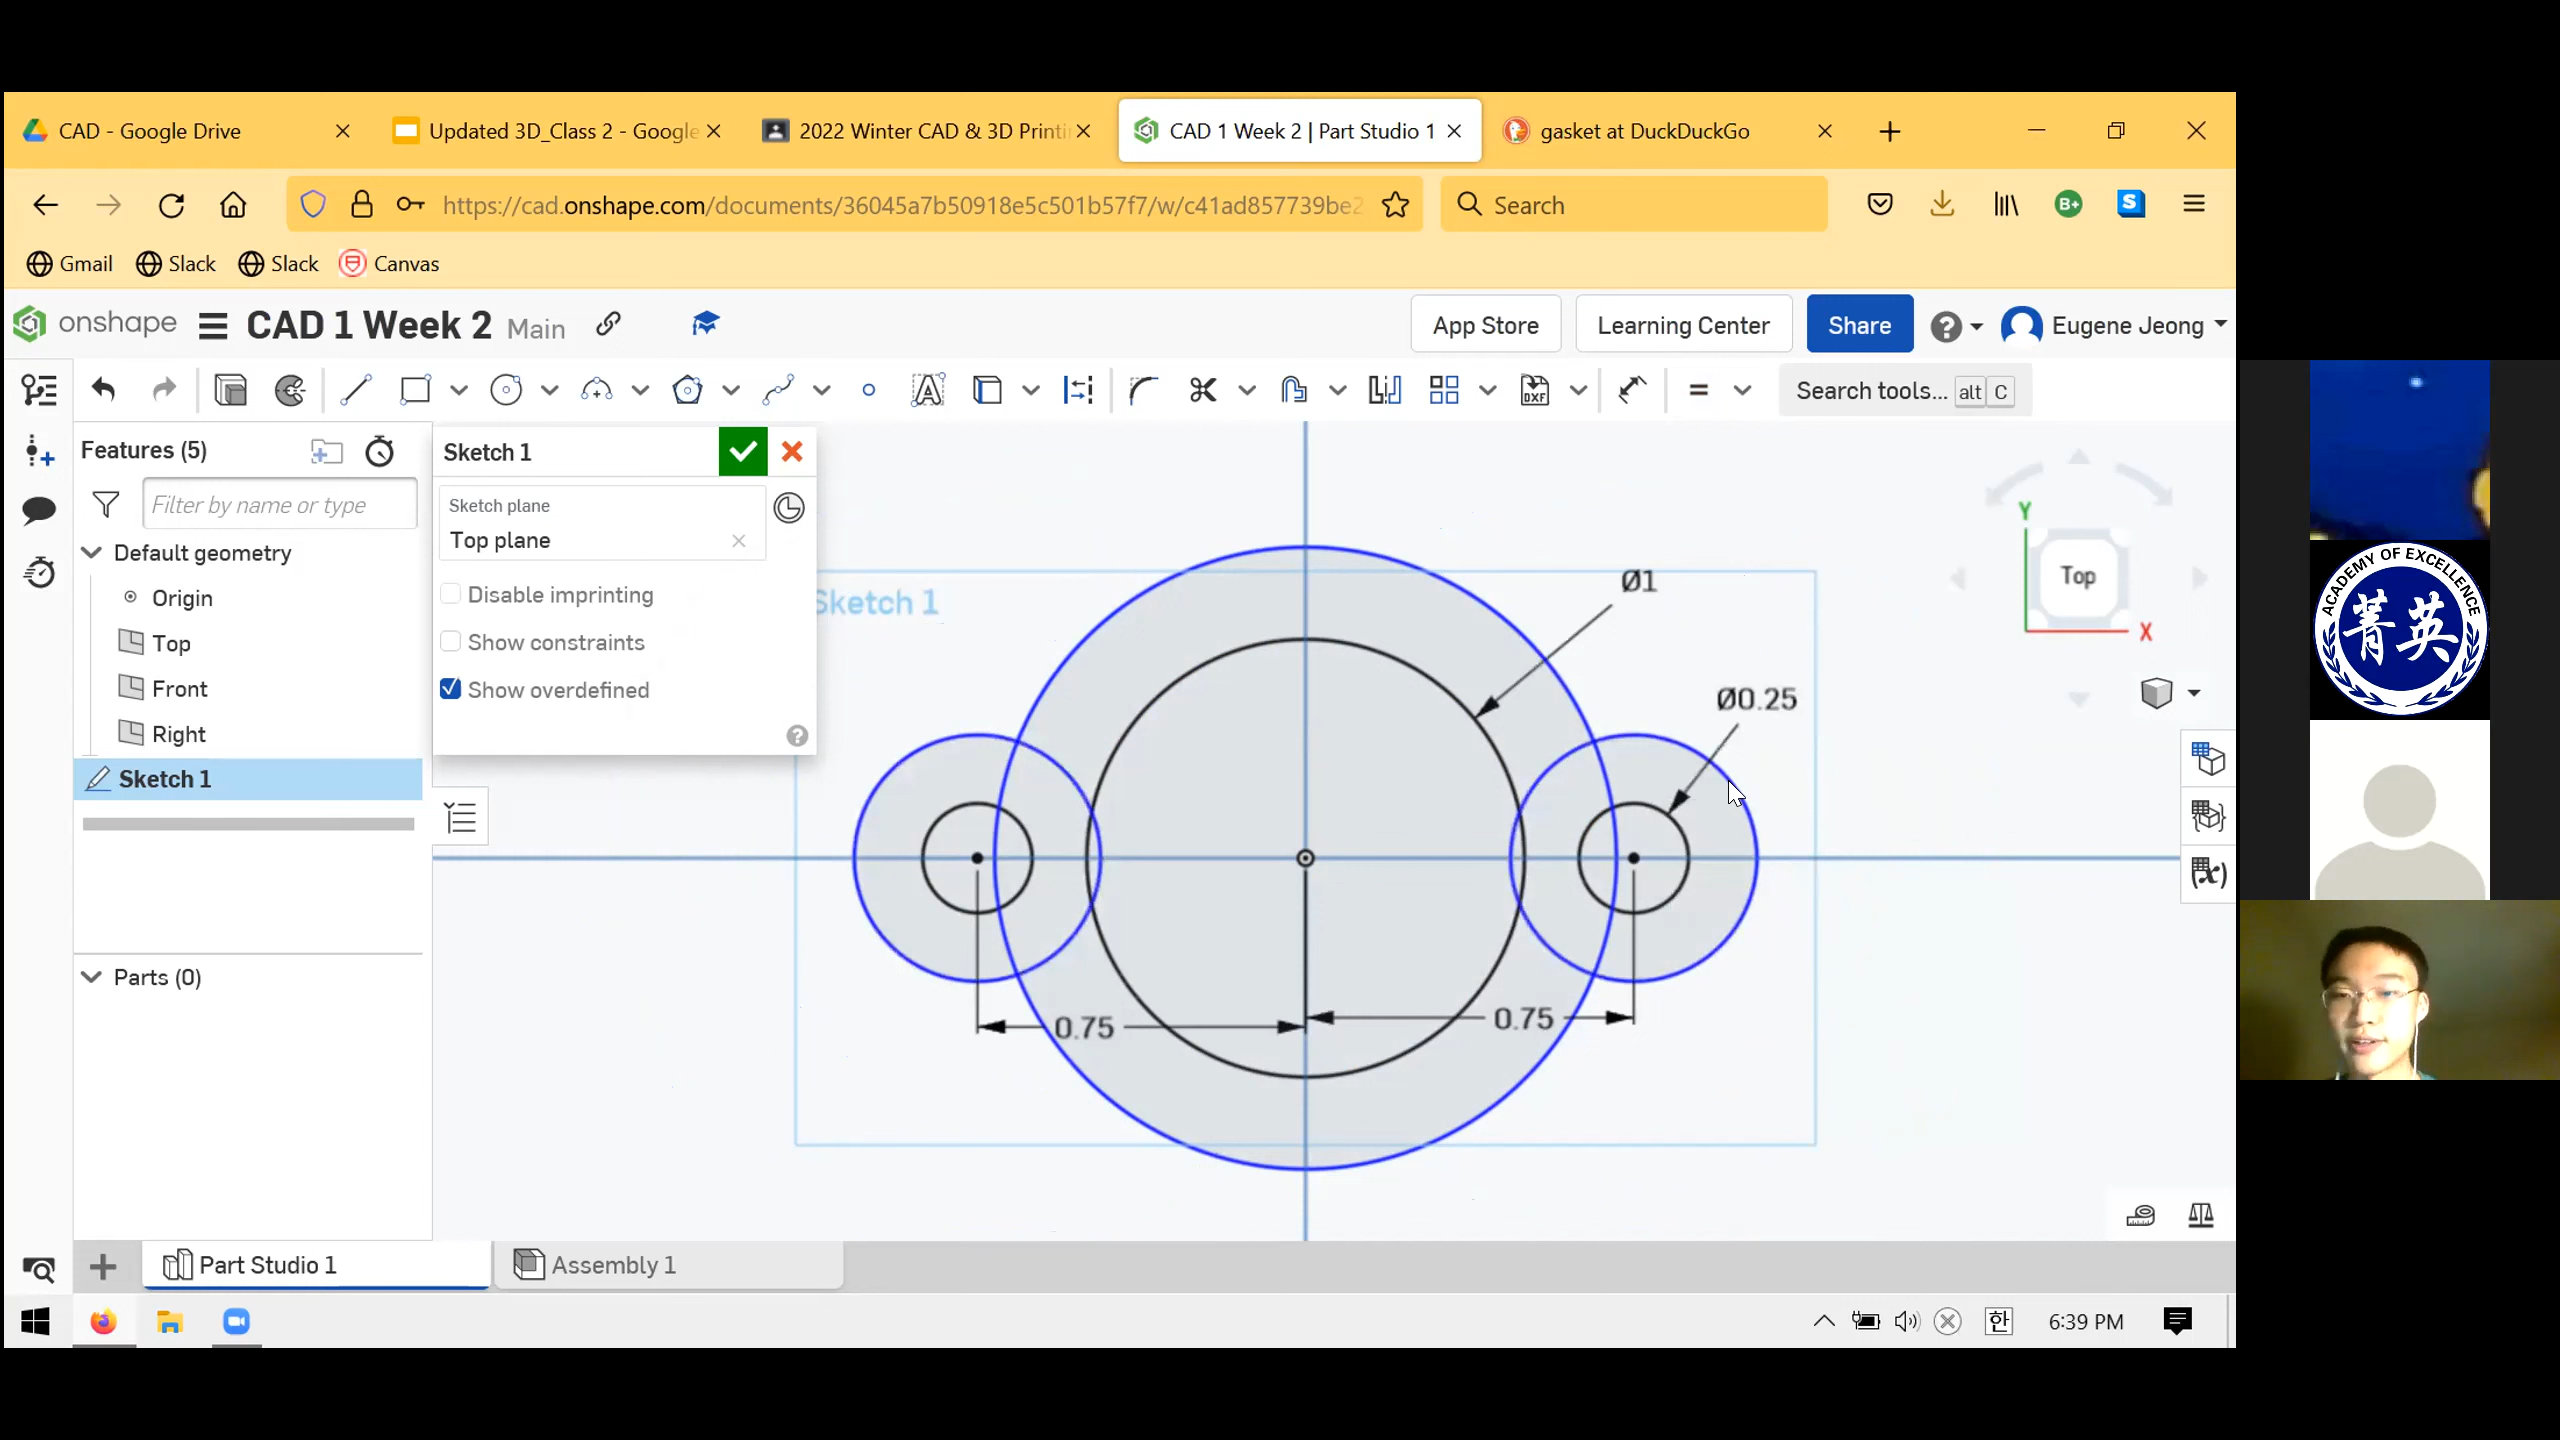 CAD - Google Drive
Updated 3D_Class 2 - Google
2022 Winter CAD & 3D Printi
CAD 1 Week 2 | Part Studio 1
gasket at DuckDuckGo
https://cad.onshape.com/documents/36045a7b50918e5c501b57f7/w/c41ad857739be2
Search
B+
S
Gmail
Slack
Slack
Canvas
onshape
CAD 1 Week 2 Main
App Store
Learning Center
Share
Eugene Jeong
DXF
Search tools... alt C
Features (5)
Filter by name or type
Default geometry
Origin
Top
Front
Right
Sketch 1
Parts (0)
Sketch 1
Sketch plane
Top plane
Disable imprinting
Show constraints
Show overdefined
Sketch 1
Ø1
Ø0.25
0.75
0.75
Y
Top
X
(x)
ACADEMY OF EXCELLENCE
菁英
Part Studio 1
Assembly 1
한
6:39 PM